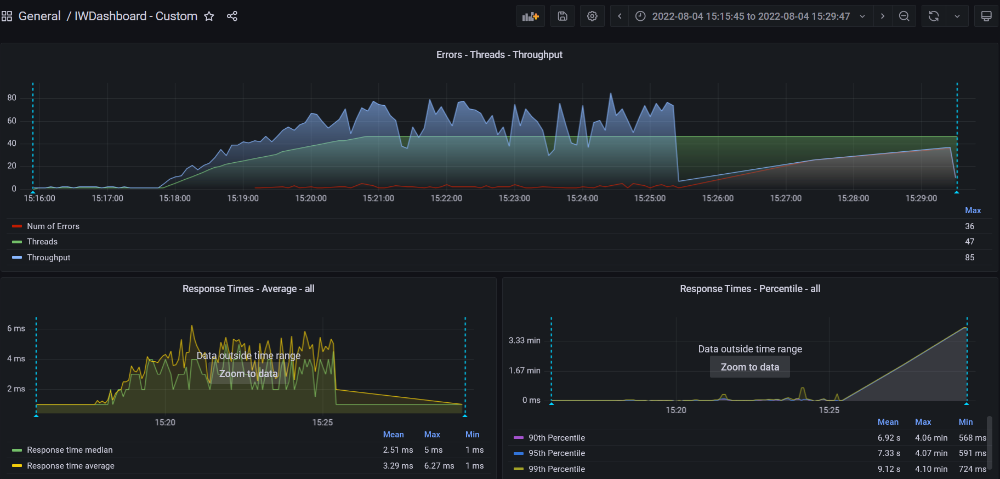 General / IWDashboard - Custom
2022-08-04 15:15:45 to 2022-08-04 15:29:47
Errors - Threads - Throughput
80
60
40
20
0
15:16:00 15:17:00 15:18:00 15:19:00 15:20:00 15:21:00 15:22:00 15:23:00 15:24:00 15:25:00 15:26:00 15:27:00 15:28:00 15:29:00
Max
Num of Errors 36
Threads 47
Throughput 85
Response Times - Average - all
6 ms
4 ms
2 ms
Data outside time range
Zoom to data
15:20 15:25
Mean Max Min
Response time median 2.51 ms 5 ms 1 ms
Response time average 3.29 ms 6.27 ms 1 ms
Response Times - Percentile - all
3.33 min
1.67 min
0 ms
Data outside time range
Zoom to data
15:20 15:25
Mean Max Min
90th Percentile 6.92 s 4.06 min 568 ms
95th Percentile 7.33 s 4.07 min 591 ms
99th Percentile 9.12 s 4.10 min 724 ms